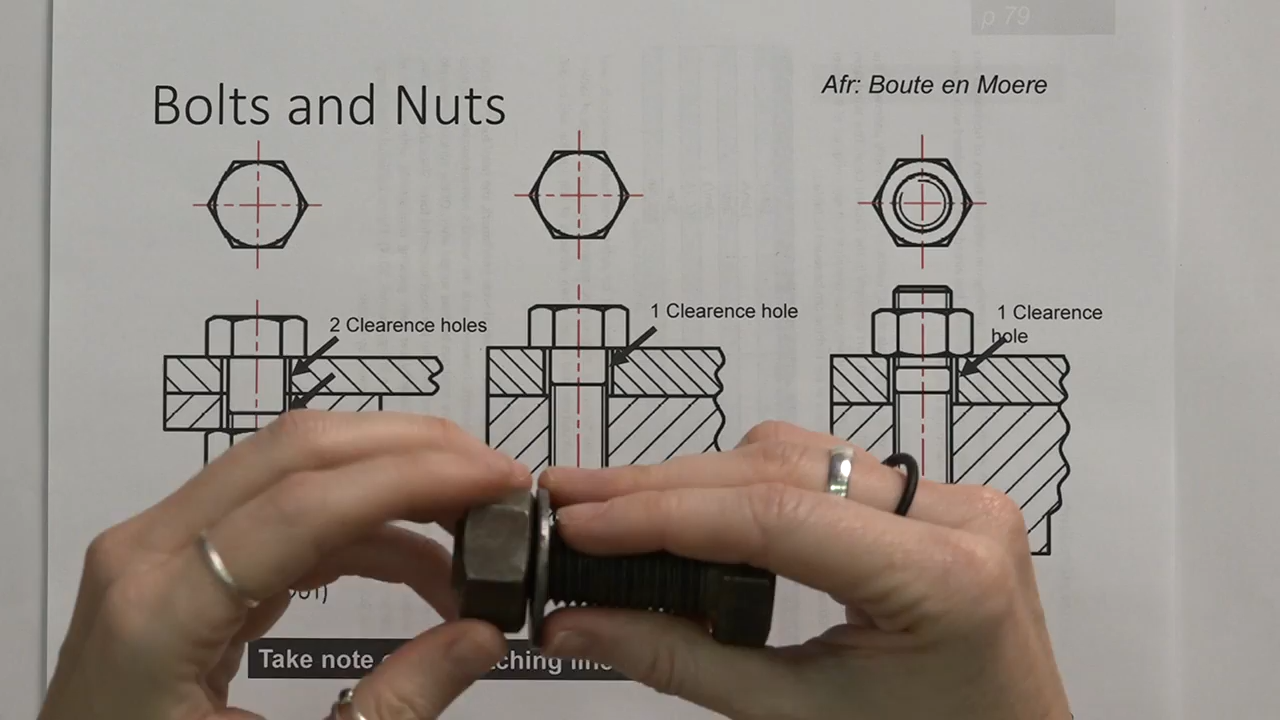 p 79
Bolts and Nuts
Afr: Boute en Moere
2 Clearence holes
1 Clearence hole
1 Clearence
hole
Take note